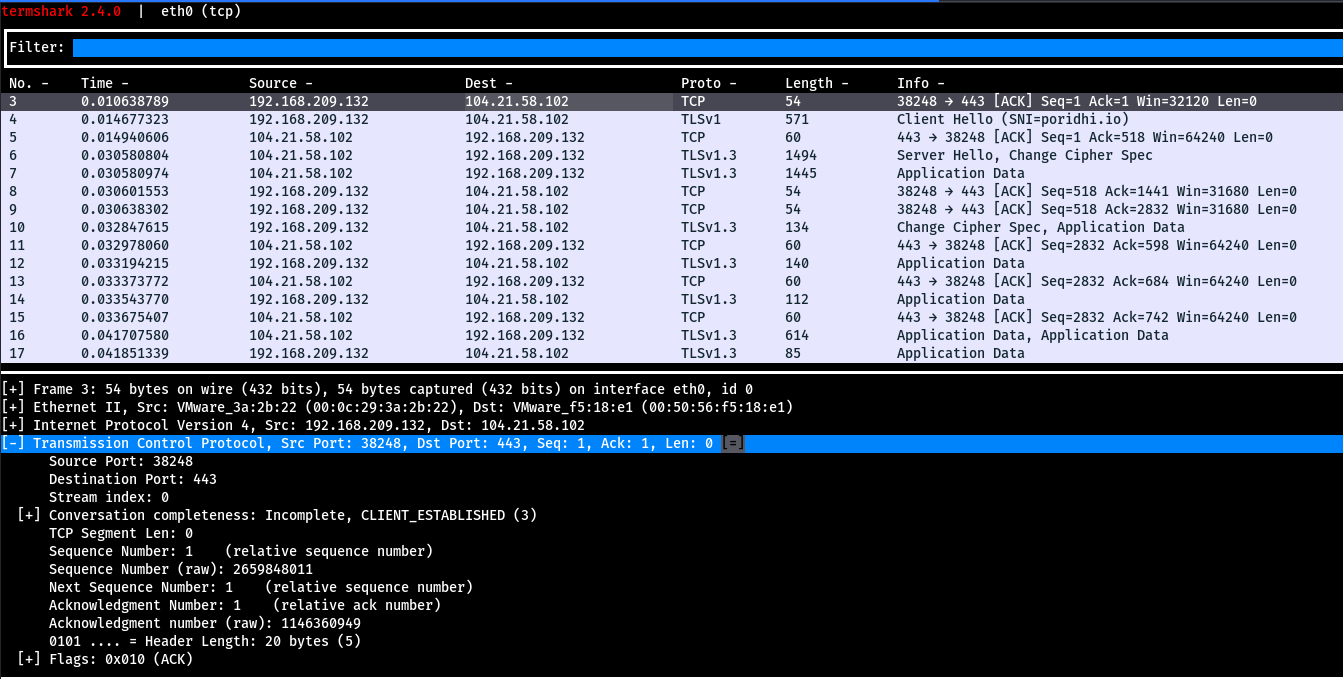 termshark 2.4.0 | eth0 (tcp)
Filter:
No. - Time - Source - Dest - Proto - Length - Info -
3 0.010638789 192.168.209.132 104.21.58.102 TCP 54 38248 → 443 [ACK] Seq=1 Ack=1 Win=32120 Len=0
4 0.014677323 192.168.209.132 104.21.58.102 TLSv1 571 Client Hello (SNI=poridhi.io)
5 0.014940606 104.21.58.102 192.168.209.132 TCP 60 443 → 38248 [ACK] Seq=1 Ack=518 Win=64240 Len=0
6 0.030580804 104.21.58.102 192.168.209.132 TLSv1.3 1494 Server Hello, Change Cipher Spec
7 0.030580974 104.21.58.102 192.168.209.132 TLSv1.3 1445 Application Data
8 0.030601553 192.168.209.132 104.21.58.102 TCP 54 38248 → 443 [ACK] Seq=518 Ack=1441 Win=31680 Len=0
9 0.030638302 192.168.209.132 104.21.58.102 TCP 54 38248 → 443 [ACK] Seq=518 Ack=2832 Win=31680 Len=0
10 0.032847615 192.168.209.132 104.21.58.102 TLSv1.3 134 Change Cipher Spec, Application Data
11 0.032978060 104.21.58.102 192.168.209.132 TCP 60 443 → 38248 [ACK] Seq=2832 Ack=598 Win=64240 Len=0
12 0.033194215 192.168.209.132 104.21.58.102 TLSv1.3 140 Application Data
13 0.033373772 104.21.58.102 192.168.209.132 TCP 60 443 → 38248 [ACK] Seq=2832 Ack=684 Win=64240 Len=0
14 0.033543770 192.168.209.132 104.21.58.102 TLSv1.3 112 Application Data
15 0.033675407 104.21.58.102 192.168.209.132 TCP 60 443 → 38248 [ACK] Seq=2832 Ack=742 Win=64240 Len=0
16 0.041707580 104.21.58.102 192.168.209.132 TLSv1.3 614 Application Data, Application Data
17 0.041851339 192.168.209.132 104.21.58.102 TLSv1.3 85 Application Data
[+] Frame 3: 54 bytes on wire (432 bits), 54 bytes captured (432 bits) on interface eth0, id 0
[+] Ethernet II, Src: VMware_3a:2b:22 (00:0c:29:3a:2b:22), Dst: VMware_f5:18:e1 (00:50:56:f5:18:e1)
[+] Internet Protocol Version 4, Src: 192.168.209.132, Dst: 104.21.58.102
[-] Transmission Control Protocol, Src Port: 38248, Dst Port: 443, Seq: 1, Ack: 1, Len: 0 [=]
Source Port: 38248
Destination Port: 443
Stream index: 0
[+] Conversation completeness: Incomplete, CLIENT_ESTABLISHED (3)
TCP Segment Len: 0
Sequence Number: 1 (relative sequence number)
Sequence Number (raw): 2659848011
Next Sequence Number: 1 (relative sequence number)
Acknowledgment Number: 1 (relative ack number)
Acknowledgment number (raw): 1146360949
0101 .... = Header Length: 20 bytes (5)
[+] Flags: 0x010 (ACK)